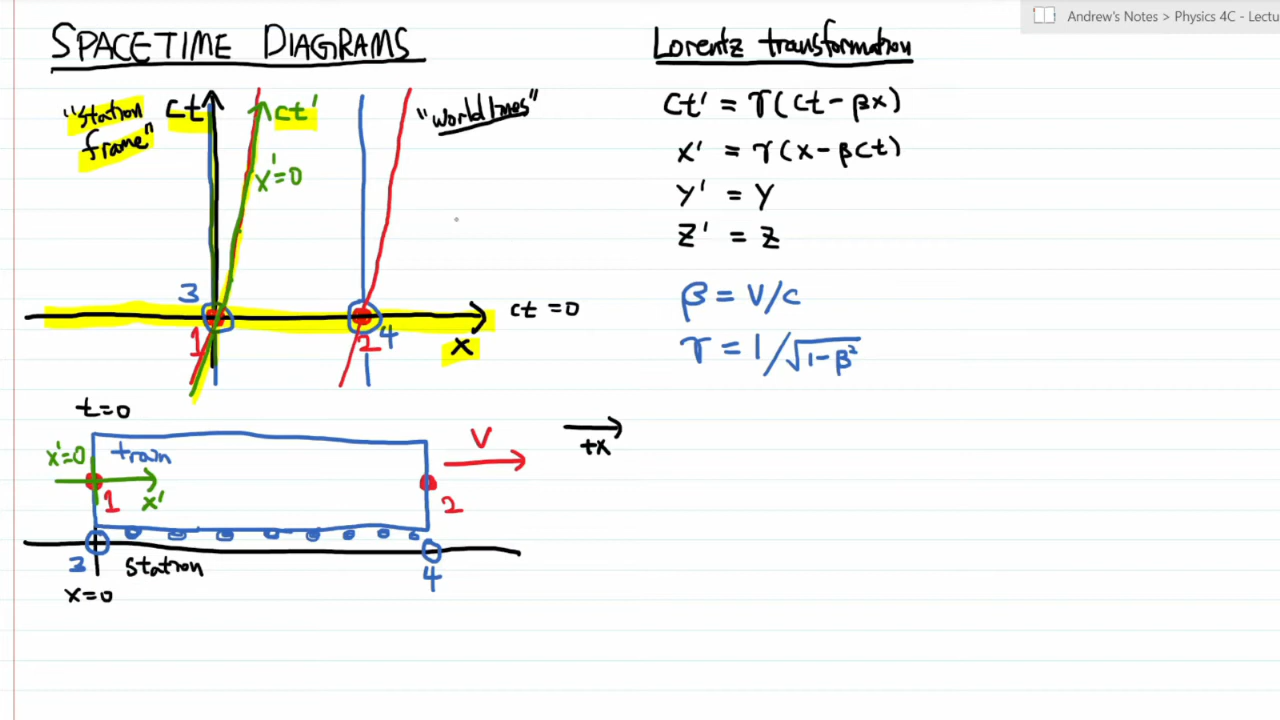 Andrew's Notes > Physics 4C - Lectu
SPACETIME DIAGRAMS
"station
frame"
ct
ct'
"worldlines"
x'=0
3
1
2
4
ct=0
x
t=0
x'=0
train
1
x'
V
2
+x
3
station
4
x=0
Lorentz transformation
ct' = γ(ct - βx)
x' = γ(x - βct)
Y' = Y
Z' = Z
β = V/c
γ = 1/√1-β²